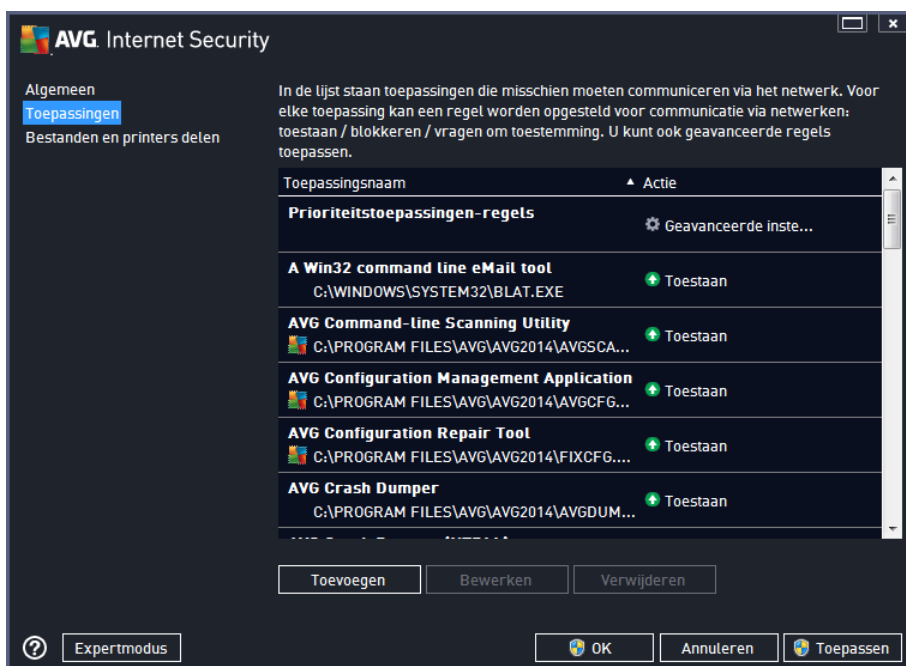 AVG. Internet Security
Algemeen
Toepassingen
Bestanden en printers delen
In de lijst staan toepassingen die misschien moeten communiceren via het netwerk. Voor
elke toepassing kan een regel worden opgesteld voor communicatie via netwerken:
toestaan / blokkeren / vragen om toestemming. U kunt ook geavanceerde regels
toepassen.
Toepassingsnaam Actie
Prioriteitstoepassingen-regels
Geavanceerde inste...
A Win32 command line eMail tool
C:\WINDOWS\SYSTEM32\BLAT.EXE
Toestaan
AVG Command-line Scanning Utility
C:\PROGRAM FILES\AVG\AVG2014\AVGSCA...
Toestaan
AVG Configuration Management Application
C:\PROGRAM FILES\AVG\AVG2014\AVGCFG...
Toestaan
AVG Configuration Repair Tool
C:\PROGRAM FILES\AVG\AVG2014\FIXCFG....
Toestaan
AVG Crash Dumper
C:\PROGRAM FILES\AVG\AVG2014\AVGDUM...
Toestaan
Toevoegen Bewerken Verwijderen
? Expertmodus OK Annuleren Toepassen